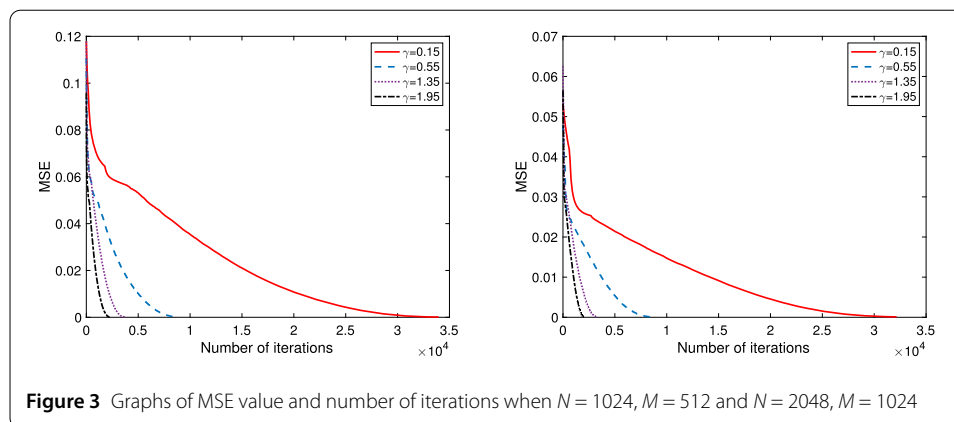 0.12
0.1
0.08
0.06
0.04
0.02
0
MSE
0 0.5 1 1.5 2 2.5 3 3.5
Number of iterations
×10^4
γ=0.15
γ=0.55
γ=1.35
γ=1.95
0.07
0.06
0.05
0.04
0.03
0.02
0.01
0
MSE
0 0.5 1 1.5 2 2.5 3 3.5
Number of iterations
×10^4
γ=0.15
γ=0.55
γ=1.35
γ=1.95
Figure 3 Graphs of MSE value and number of iterations when N = 1024, M = 512 and N = 2048, M = 1024